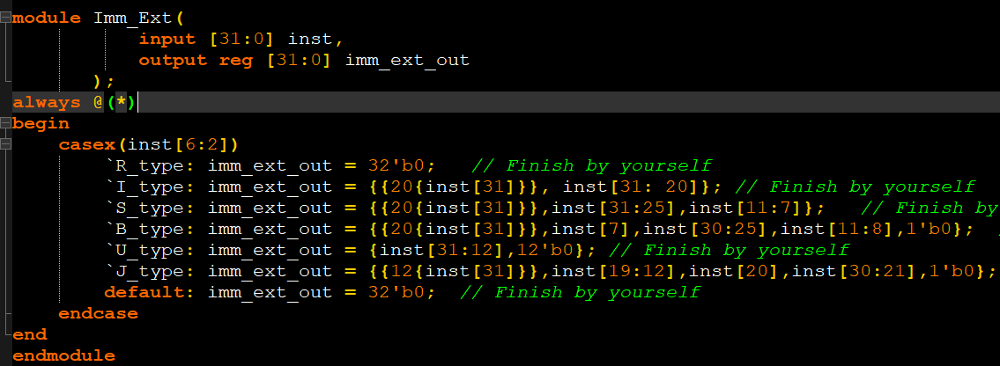 module Imm_Ext(
input [31:0] inst,
output reg [31:0] imm_ext_out
);
always @(*)
begin
casex(inst[6:2])
`R_type: imm_ext_out = 32'b0;   // Finish by yourself
`I_type: imm_ext_out = {{20{inst[31]}}, inst[31: 20]}; // Finish by yourself
`S_type: imm_ext_out = {{20{inst[31]}},inst[31:25],inst[11:7]};   // Finish by
`B_type: imm_ext_out = {{20{inst[31]}},inst[7],inst[30:25],inst[11:8],1'b0};  /
`U_type: imm_ext_out = {inst[31:12],12'b0}; // Finish by yourself
`J_type: imm_ext_out = {{12{inst[31]}},inst[19:12],inst[20],inst[30:21],1'b0};
default: imm_ext_out = 32'b0;  // Finish by yourself
endcase
end
endmodule